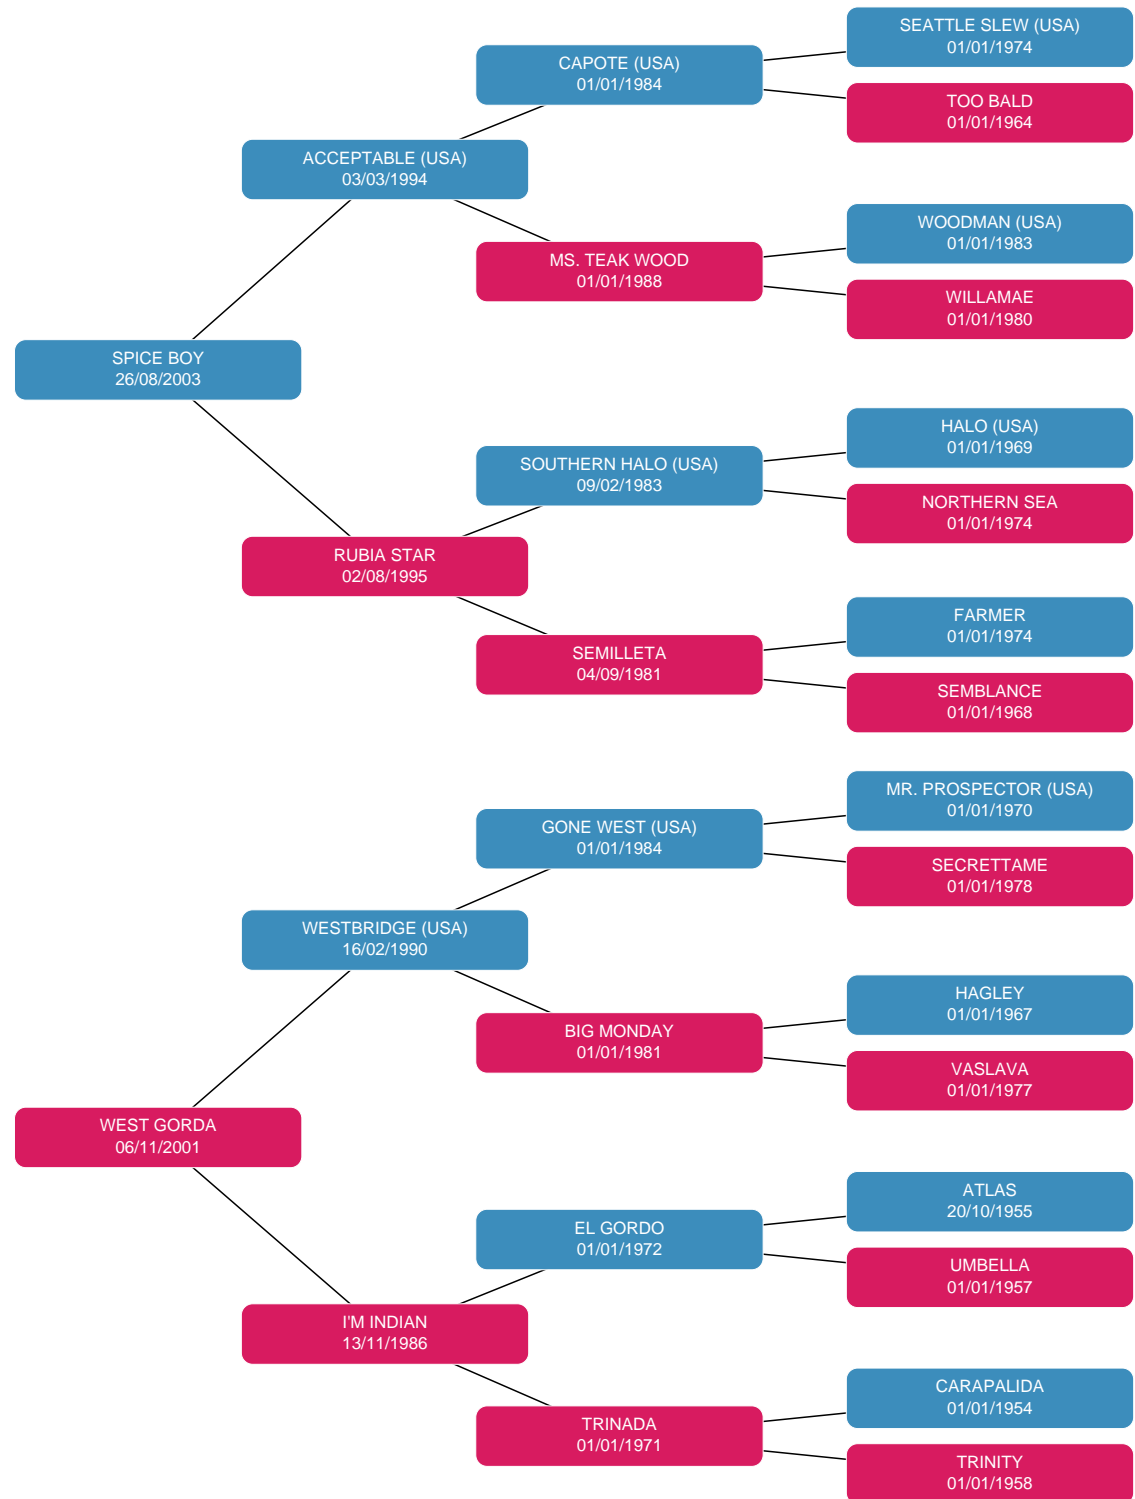 SEATTLE SLEW (USA)
01/01/1974
CAPOTE (USA)
01/01/1984
TOO BALD
01/01/1964
ACCEPTABLE (USA)
03/03/1994
WOODMAN (USA)
01/01/1983
MS. TEAK WOOD
01/01/1988
WILLAMAE
01/01/1980
SPICE BOY
26/08/2003
HALO (USA)
01/01/1969
SOUTHERN HALO (USA)
09/02/1983
NORTHERN SEA
01/01/1974
RUBIA STAR
02/08/1995
FARMER
01/01/1974
SEMILLETA
04/09/1981
SEMBLANCE
01/01/1968
MR. PROSPECTOR (USA)
01/01/1970
GONE WEST (USA)
01/01/1984
SECRETTAME
01/01/1978
WESTBRIDGE (USA)
16/02/1990
HAGLEY
01/01/1967
BIG MONDAY
01/01/1981
VASLAVA
01/01/1977
WEST GORDA
06/11/2001
ATLAS
20/10/1955
EL GORDO
01/01/1972
UMBELLA
01/01/1957
I'M INDIAN
13/11/1986
CARAPALIDA
01/01/1954
TRINADA
01/01/1971
TRINITY
01/01/1958